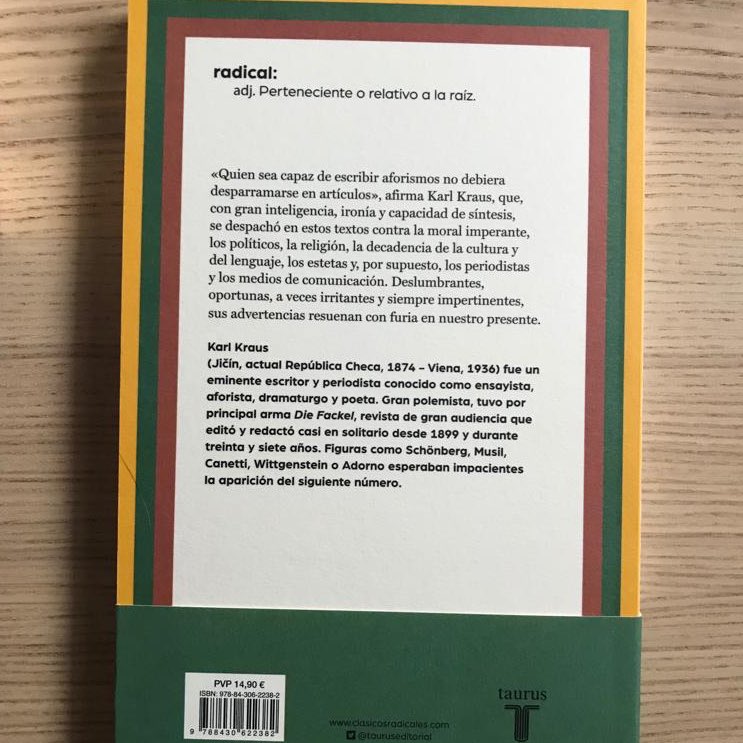 radical:
adj. Perteneciente o relativo a la raíz.
«Quien sea capaz de escribir aforismos no debiera
desparramarse en artículos», afirma Karl Kraus, que,
con gran inteligencia, ironía y capacidad de síntesis,
se despachó en estos textos contra la moral imperante,
los políticos, la religión, la decadencia de la cultura y
del lenguaje, los estetas y, por supuesto, los periodistas
y los medios de comunicación. Deslumbrantes,
oportunas, a veces irritantes y siempre impertinentes,
sus advertencias resuenan con furia en nuestro presente.
Karl Kraus
(Jičín, actual República Checa, 1874 – Viena, 1936) fue un
eminente escritor y periodista conocido como ensayista,
aforista, dramaturgo y poeta. Gran polemista, tuvo por
principal arma Die Fackel, revista de gran audiencia que
editó y redactó casi en solitario desde 1899 y durante
treinta y siete años. Figuras como Schönberg, Musil,
Canetti, Wittgenstein o Adorno esperaban impacientes
la aparición del siguiente número.
PVP 14,90 €
ISBN: 978-84-306-2238-2
9 788430 622382
www.clasicosradicales.com
@tauruseditorial
taurus
T